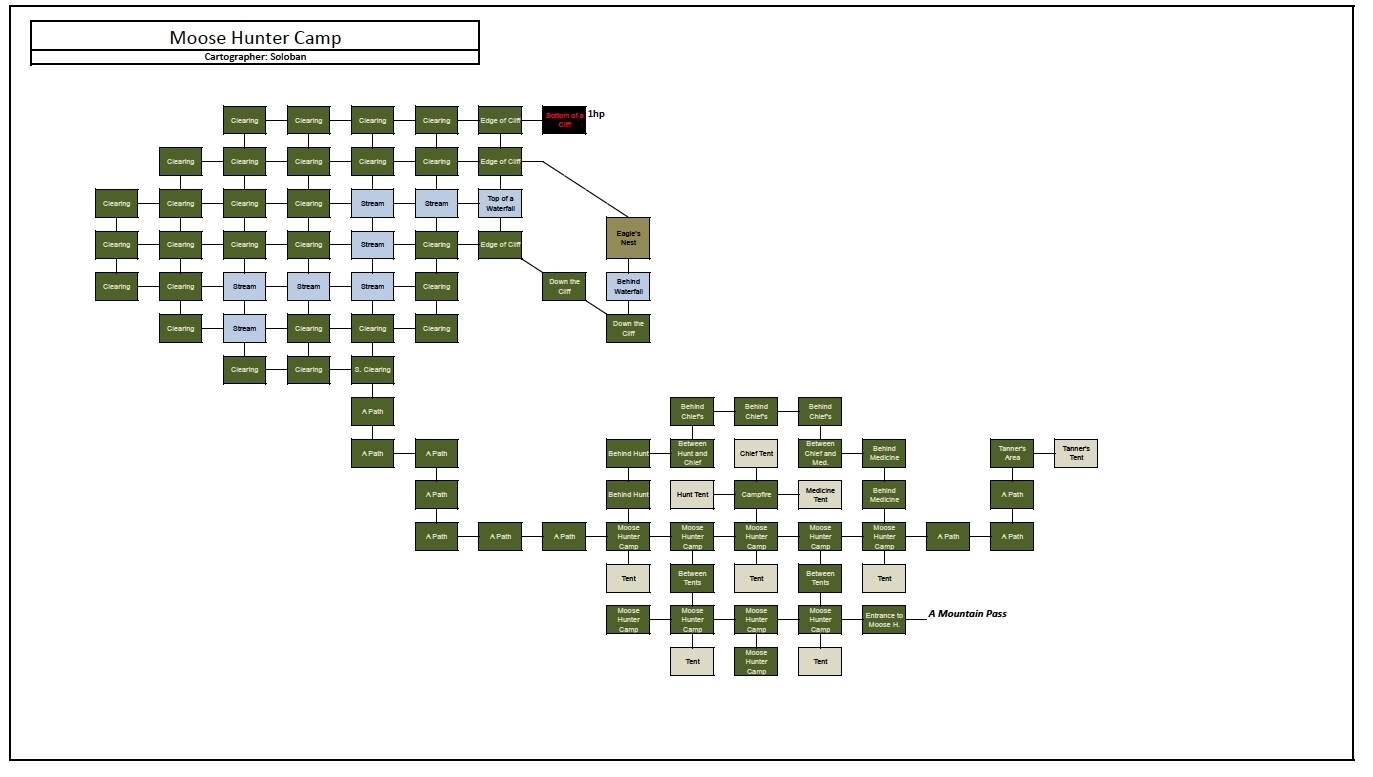 Moose Hunter Camp
Cartographer: Soloban
Clearing Clearing Clearing Clearing Edge of Cliff Bottom of a Cliff 1hp
Clearing Clearing Clearing Clearing Clearing Edge of Cliff
Clearing Clearing Clearing Clearing Stream Stream Top of a Waterfall
Clearing Clearing Clearing Clearing Stream Clearing Edge of Cliff Eagle's Nest
Clearing Clearing Stream Stream Stream Clearing Down the Cliff Behind Waterfall
Clearing Stream Clearing Clearing Clearing Down the Cliff
Clearing Clearing S. Clearing
A Path Behind Chief's Behind Chief's Behind Chief's
A Path A Path Behind Hunt Between Hunt and Chief Chief Tent Between Chief and Med. Behind Medicine Tanner's Area Tanner's Tent
A Path Behind Hunt Hunt Tent Campfire Medicine Tent Behind Medicine A Path
A Path A Path A Path Moose Hunter Camp Moose Hunter Camp Moose Hunter Camp Moose Hunter Camp Moose Hunter Camp A Path A Path
Tent Between Tents Tent Between Tents Tent
Moose Hunter Camp Moose Hunter Camp Moose Hunter Camp Moose Hunter Camp Entrance to Moose H. A Mountain Pass
Tent Moose Hunter Camp Tent